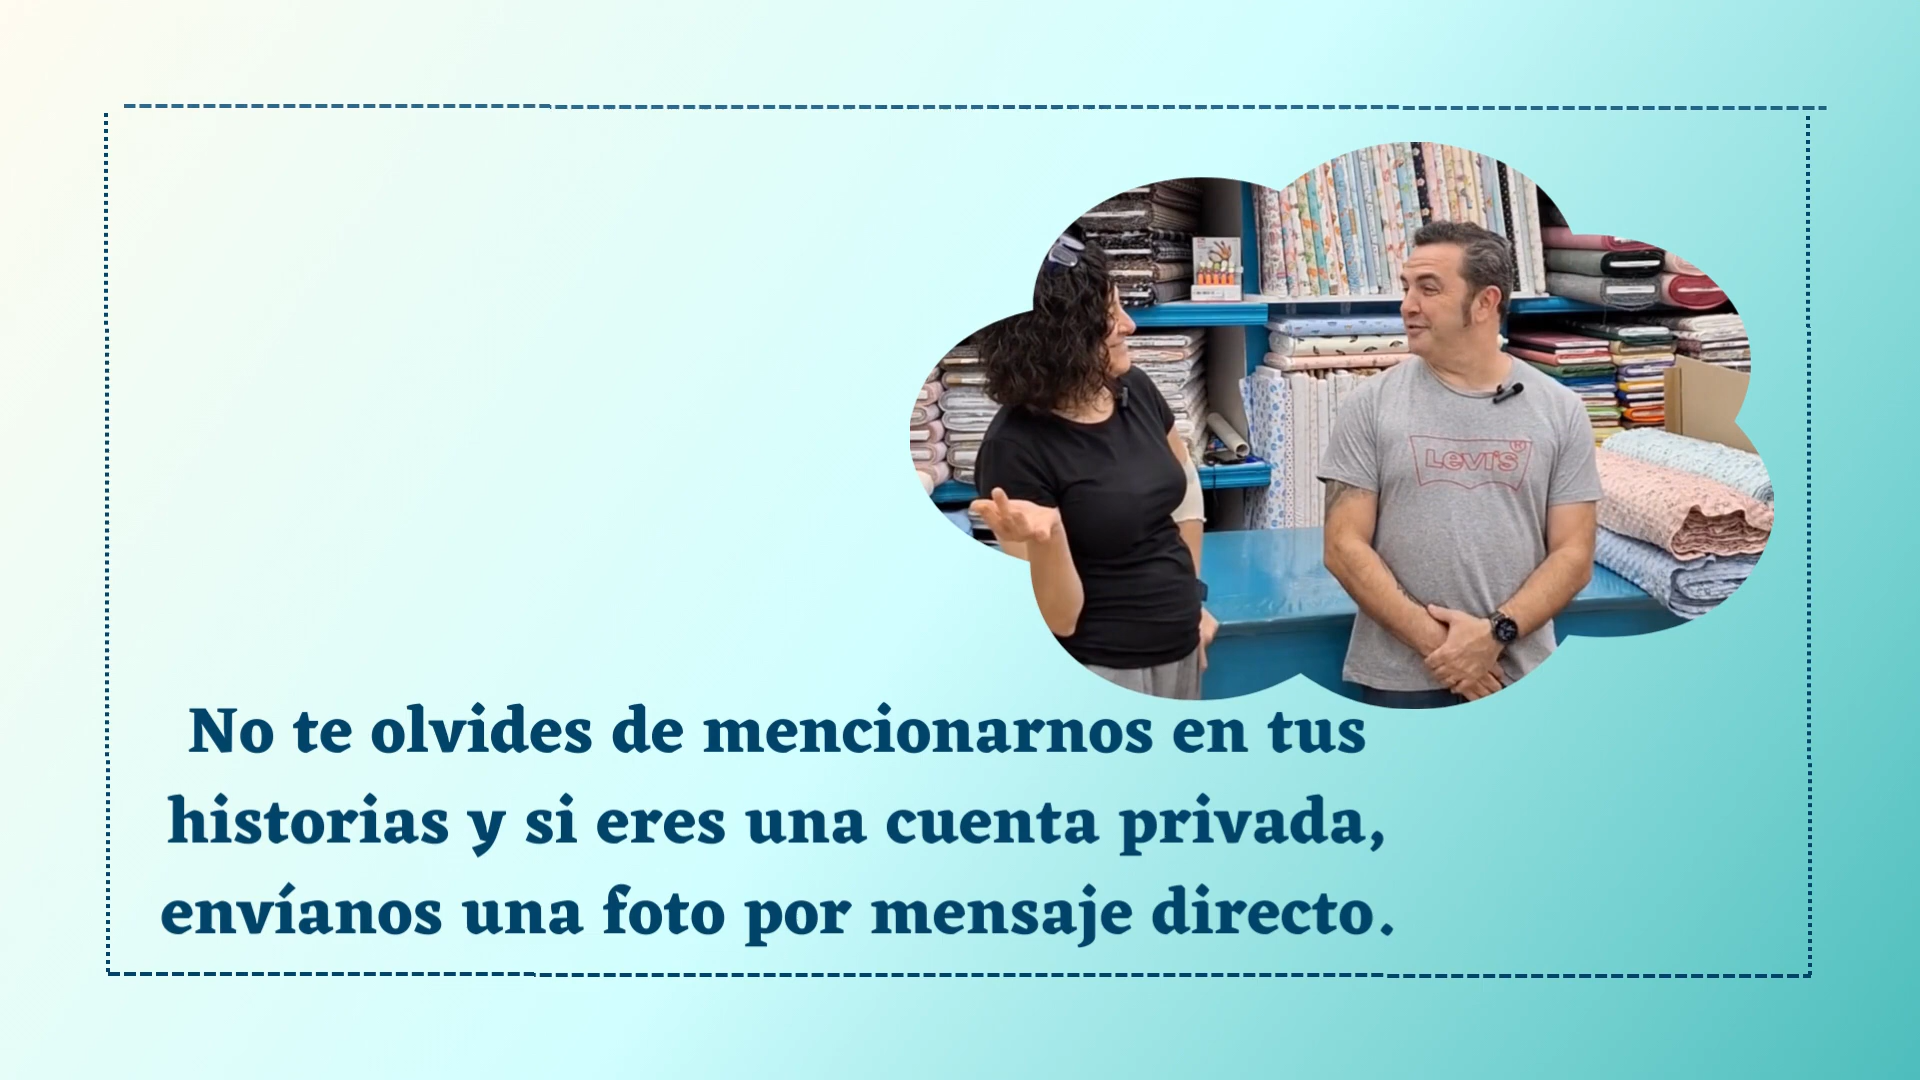 Levi's®
No te olvides de mencionarnos en tus
historias y si eres una cuenta privada,
envíanos una foto por mensaje directo.